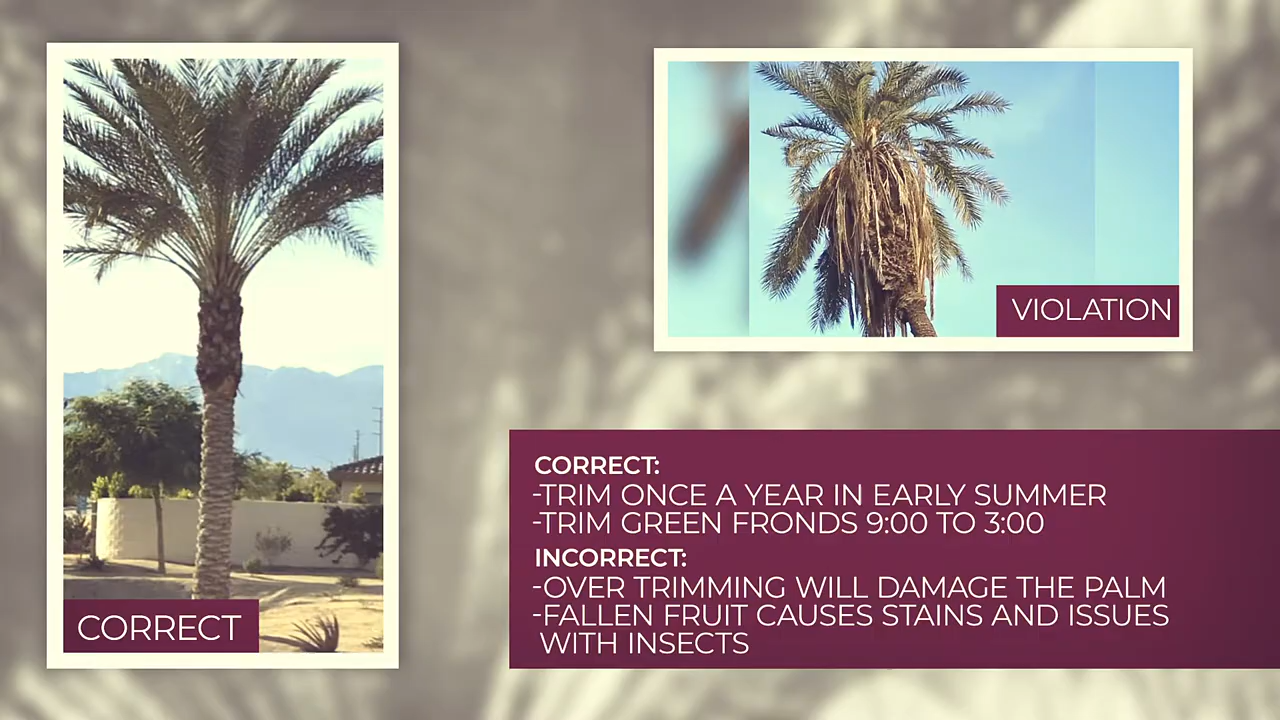 CORRECT
VIOLATION
CORRECT:
-TRIM ONCE A YEAR IN EARLY SUMMER
-TRIM GREEN FRONDS 9:00 TO 3:00
INCORRECT:
-OVER TRIMMING WILL DAMAGE THE PALM
-FALLEN FRUIT CAUSES STAINS AND ISSUES
WITH INSECTS